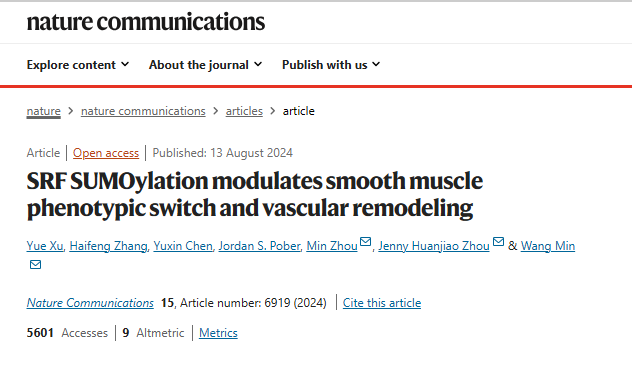 nature communications
Explore content About the journal Publish with us
nature > nature communications > articles > article
Article | Open access | Published: 13 August 2024
SRF SUMOylation modulates smooth muscle
phenotypic switch and vascular remodeling
Yue Xu, Haifeng Zhang, Yuxin Chen, Jordan S. Pober, Min Zhou, Jenny Huanjiao Zhou & Wang Min
Nature Communications 15, Article number: 6919 (2024) | Cite this article
5601 Accesses | 9 Altmetric | Metrics